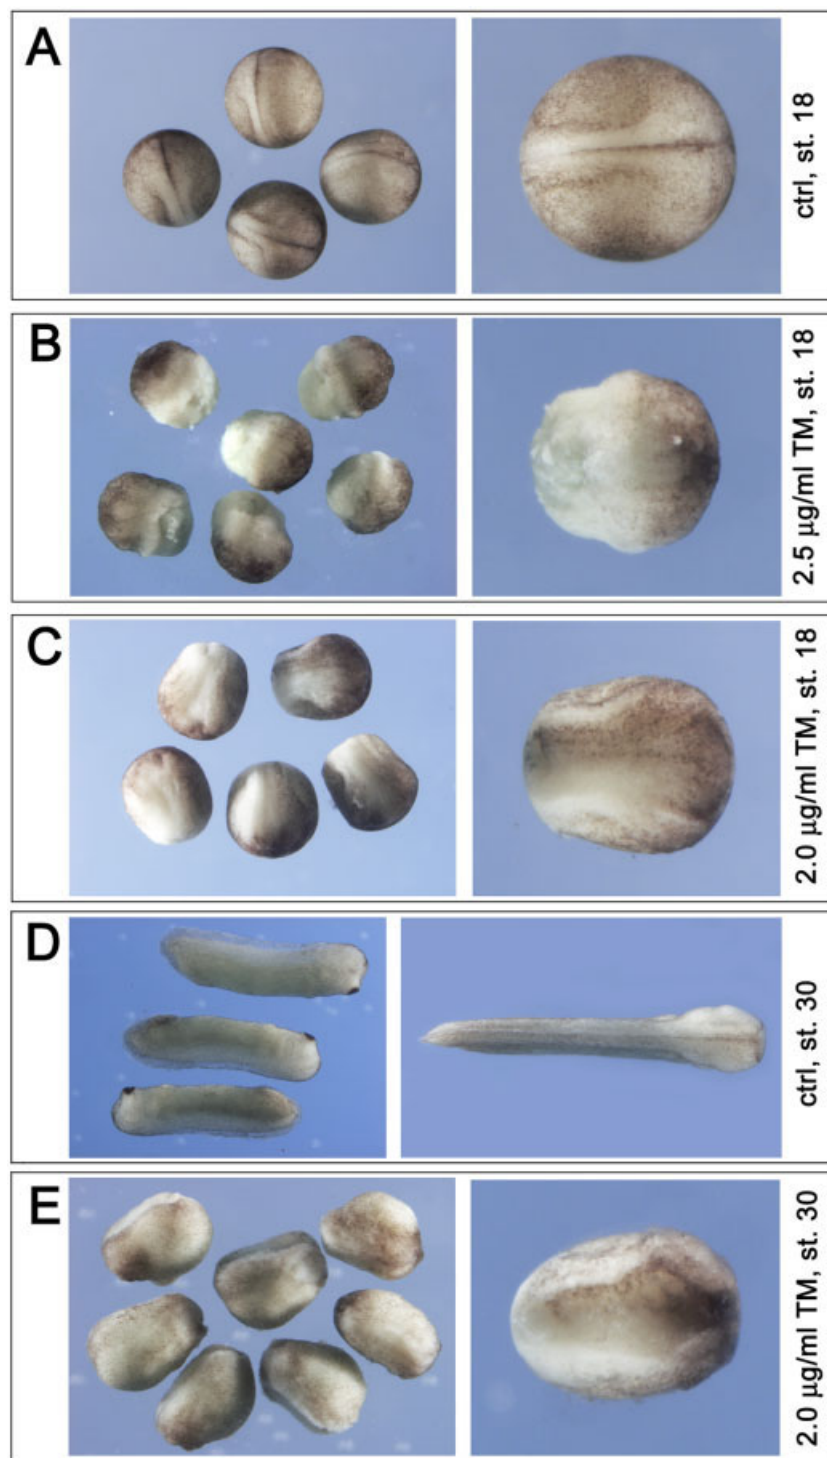 A
ctrl, st. 18
B
2.5 μg/ml TM, st. 18
C
2.0 μg/ml TM, st. 18
D
ctrl, st. 30
E
2.0 μg/ml TM, st. 30